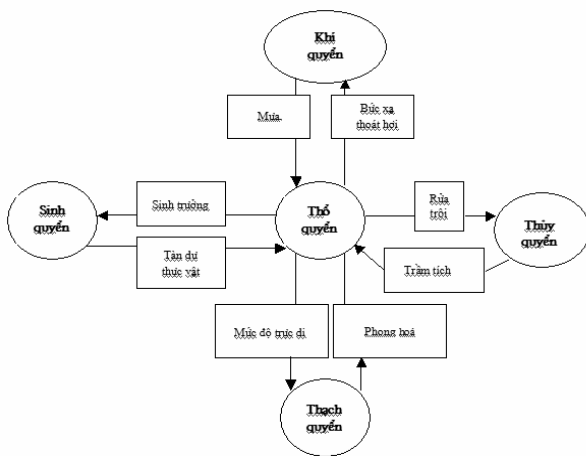 Khí
quyển
Mưa
Bức xạ
thoát hơi
Sinh
quyển
Sinh trưởng
Thổ
quyển
Rửa
trôi
Thủy
quyển
Tàn dư
thực vật
Trầm tích
Mức độ trực di
Phong hoá
Thạch
quyển